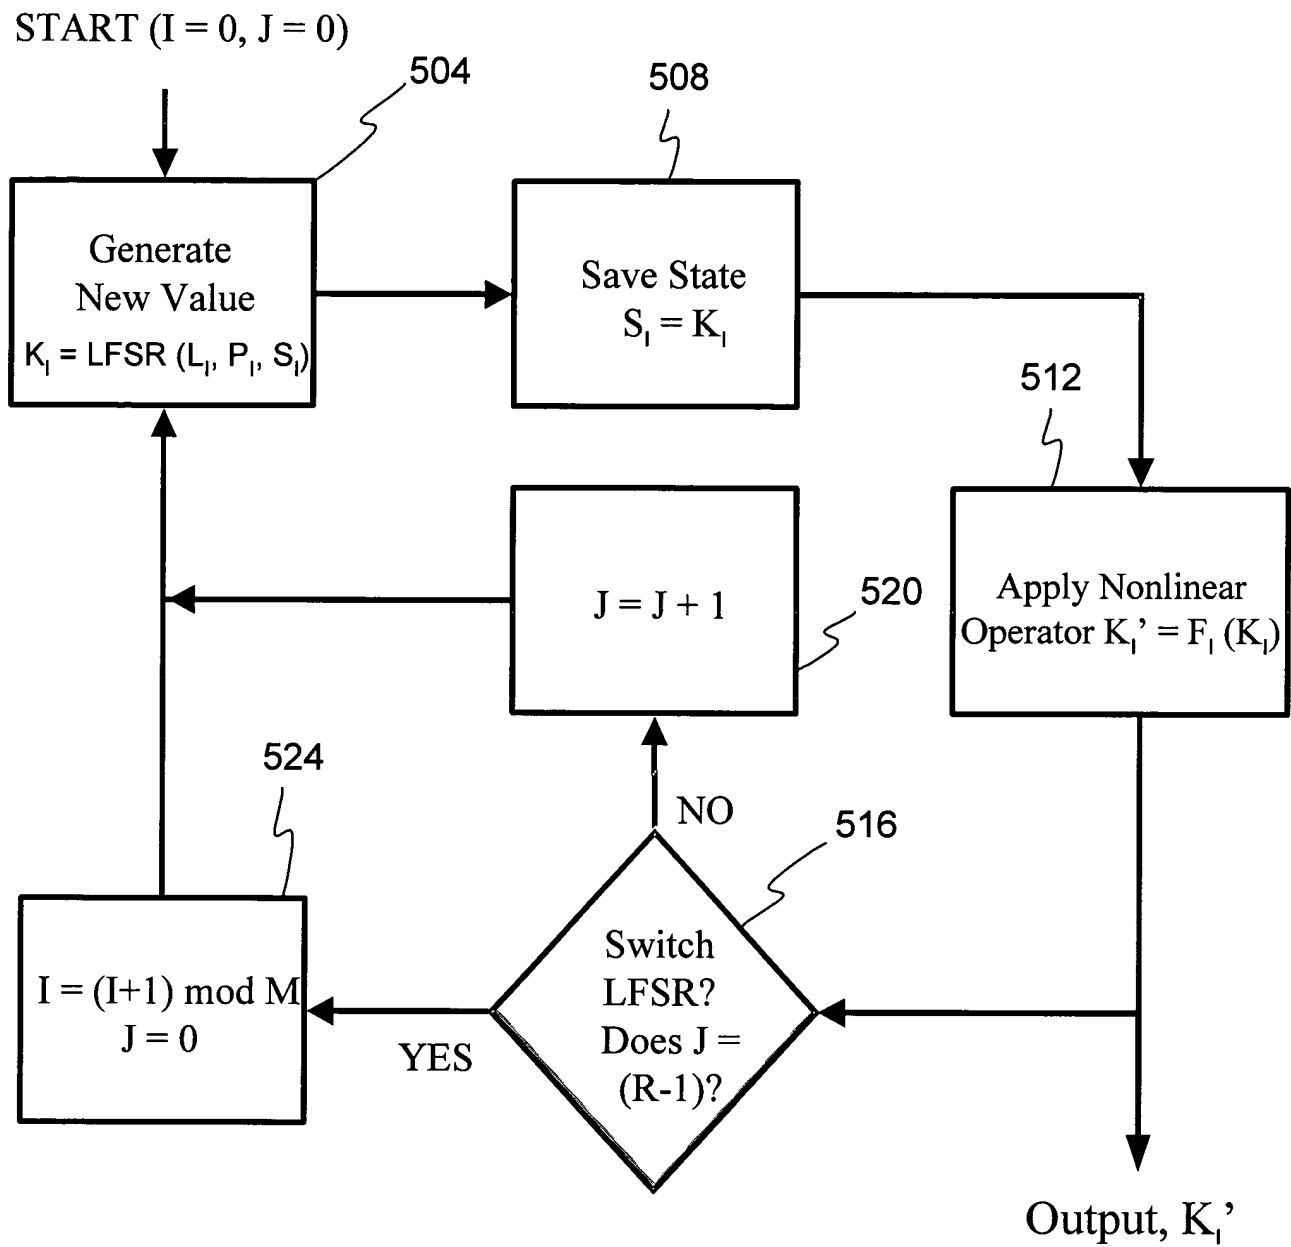 START (I = 0, J = 0)
504
508
Generate
New Value
K_I = LFSR (L_I, P_I, S_I)
Save State
S_I = K_I
512
J = J + 1
520
Apply Nonlinear
Operator K_I’ = F_I (K_I)
524
NO
516
I = (I+1) mod M
J = 0
YES
Switch
LFSR?
Does J =
(R-1)?
Output, K_I’